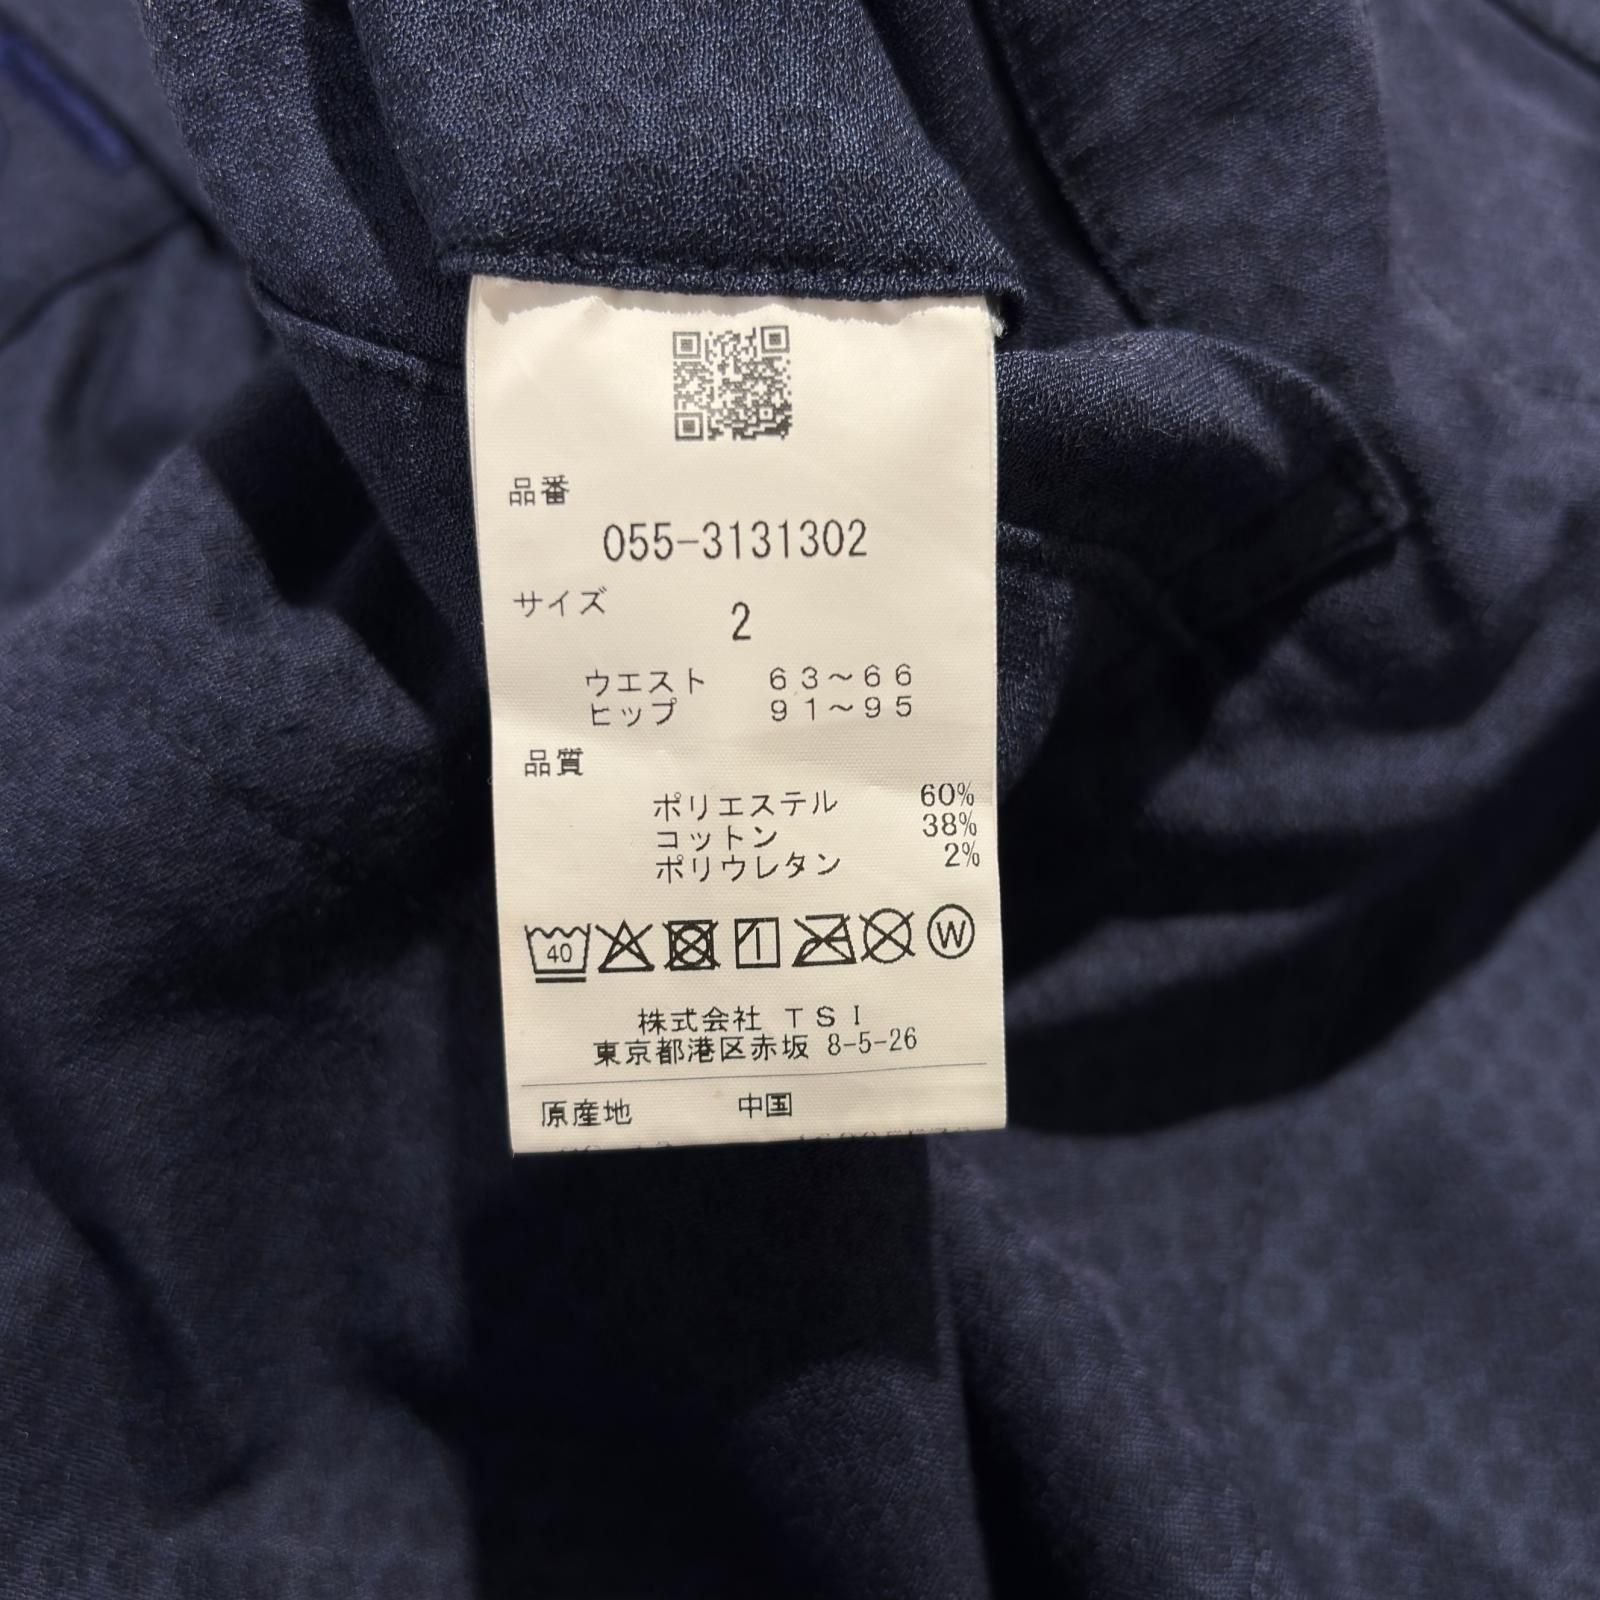 品番
055-3131302
サイズ 2
ウエスト 63～66
ヒップ 91～95
品質
ポリエステル 60%
コットン 38%
ポリウレタン 2%
40
W
株式会社 TSI
東京都港区赤坂 8-5-26
原産地 中国